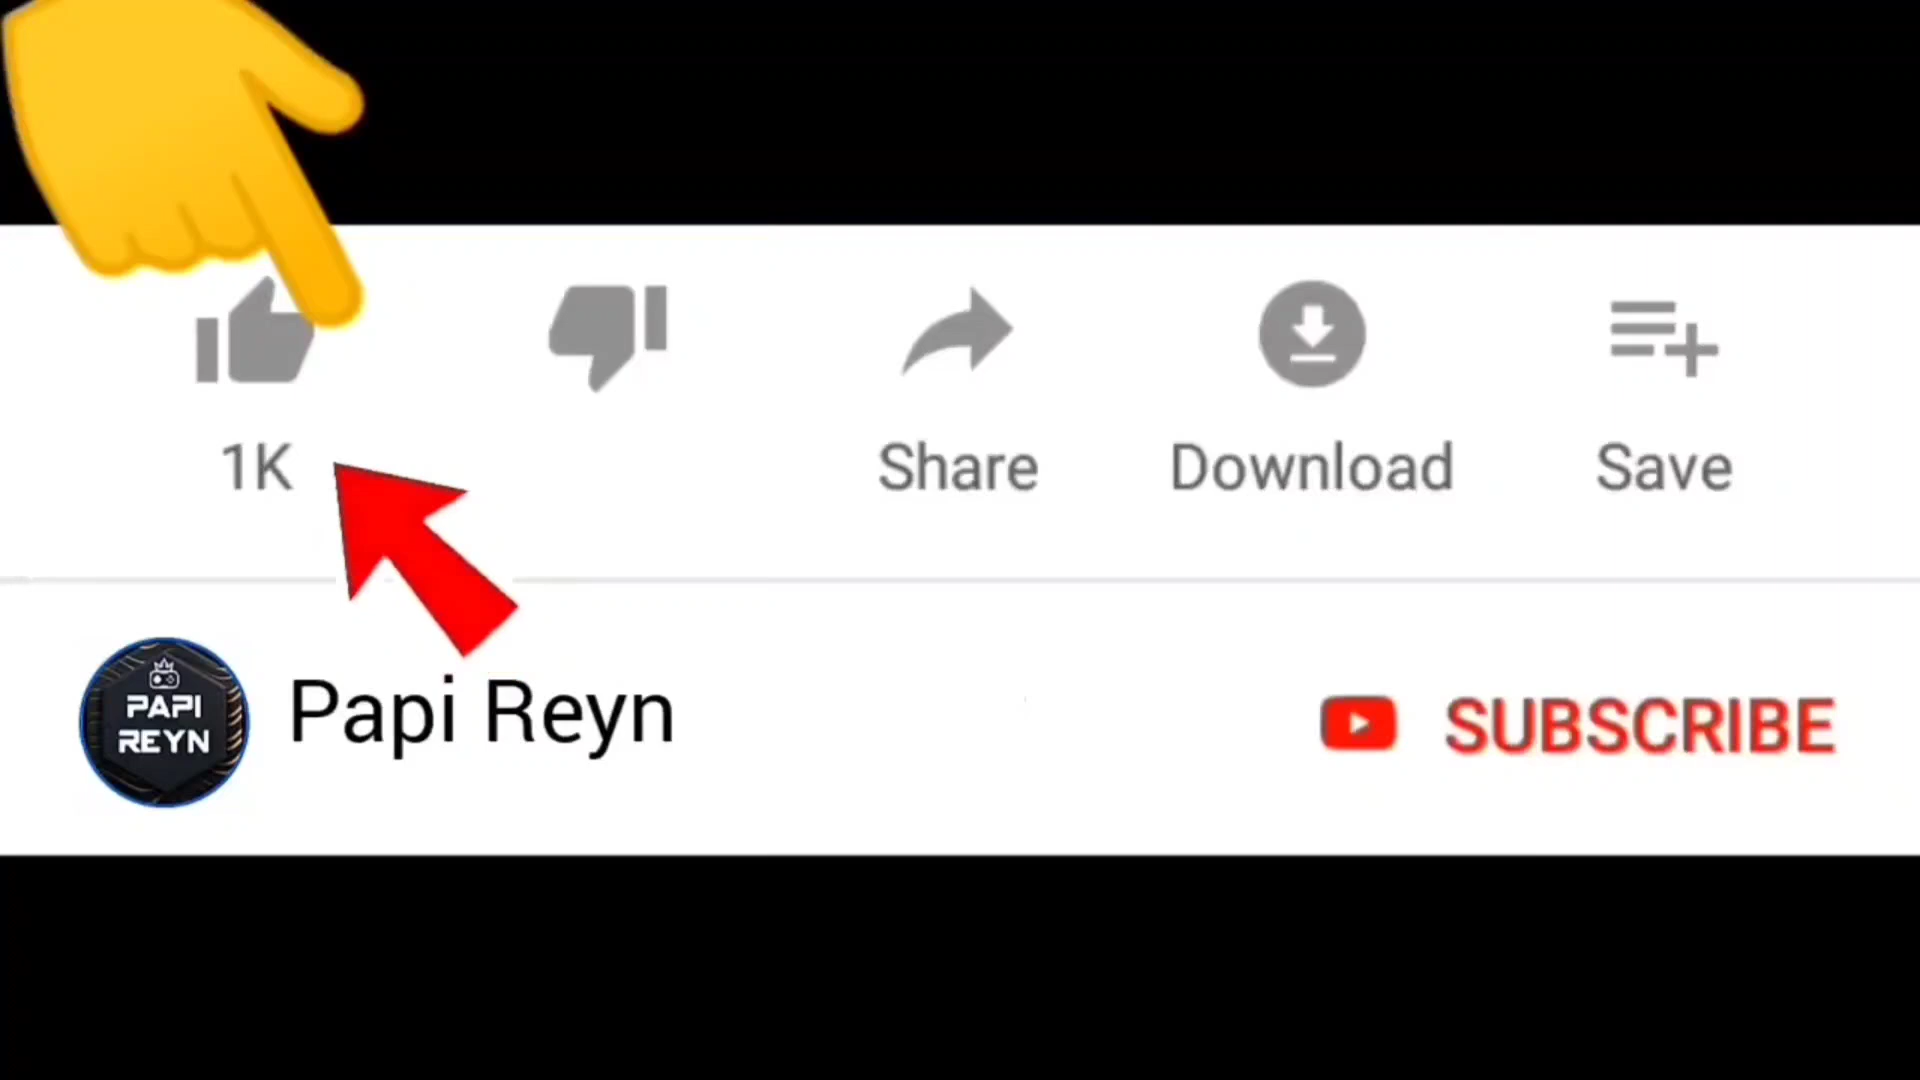 1K
Share
Download
Save
PAPI
REYN
Papi Reyn
SUBSCRIBE